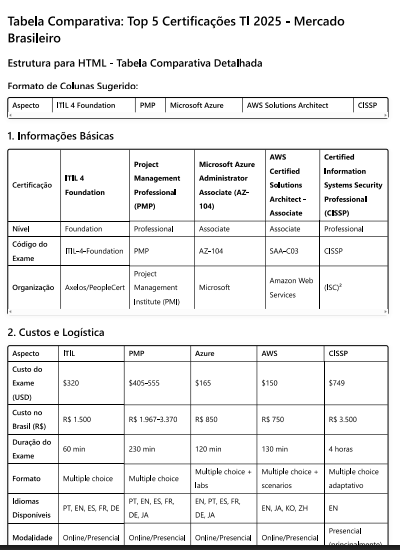 Tabela Comparativa: Top 5 Certificações TI 2025 - Mercado
Brasileiro
Estrutura para HTML - Tabela Comparativa Detalhada
Formato de Colunas Sugerido:
Aspecto ITIL 4 Foundation PMP Microsoft Azure AWS Solutions Architect CISSP
1. Informações Básicas
Certificação ITIL 4 Foundation Project Management Professional (PMP) Microsoft Azure Administrator Associate (AZ-104) AWS Certified Solutions Architect - Associate Certified Information Systems Security Professional (CISSP)
Nível Foundation Professional Associate Associate Professional
Código do Exame ITIL-4-Foundation PMP AZ-104 SAA-C03 CISSP
Organização Axelos/PeopleCert Project Management Institute (PMI) Microsoft Amazon Web Services (ISC)²
2. Custos e Logística
Aspecto ITIL PMP Azure AWS CISSP
Custo do Exame (USD) $320 $405-555 $165 $150 $749
Custo no Brasil (R$) R$ 1.500 R$ 1.967-3.370 R$ 850 R$ 750 R$ 3.500
Duração do Exame 60 min 230 min 120 min 130 min 4 horas
Formato Multiple choice Multiple choice Multiple choice + labs Multiple choice + scenarios Multiple choice adaptativo
Idiomas Disponíveis PT, EN, ES, FR, DE PT, EN, ES, FR, DE, JA EN, PT, ES, FR, DE, JA EN, JA, KO, ZH EN
Modalidade Online/Presencial Online/Presencial Online/Presencial Online/Presencial Presencial (principalmente)